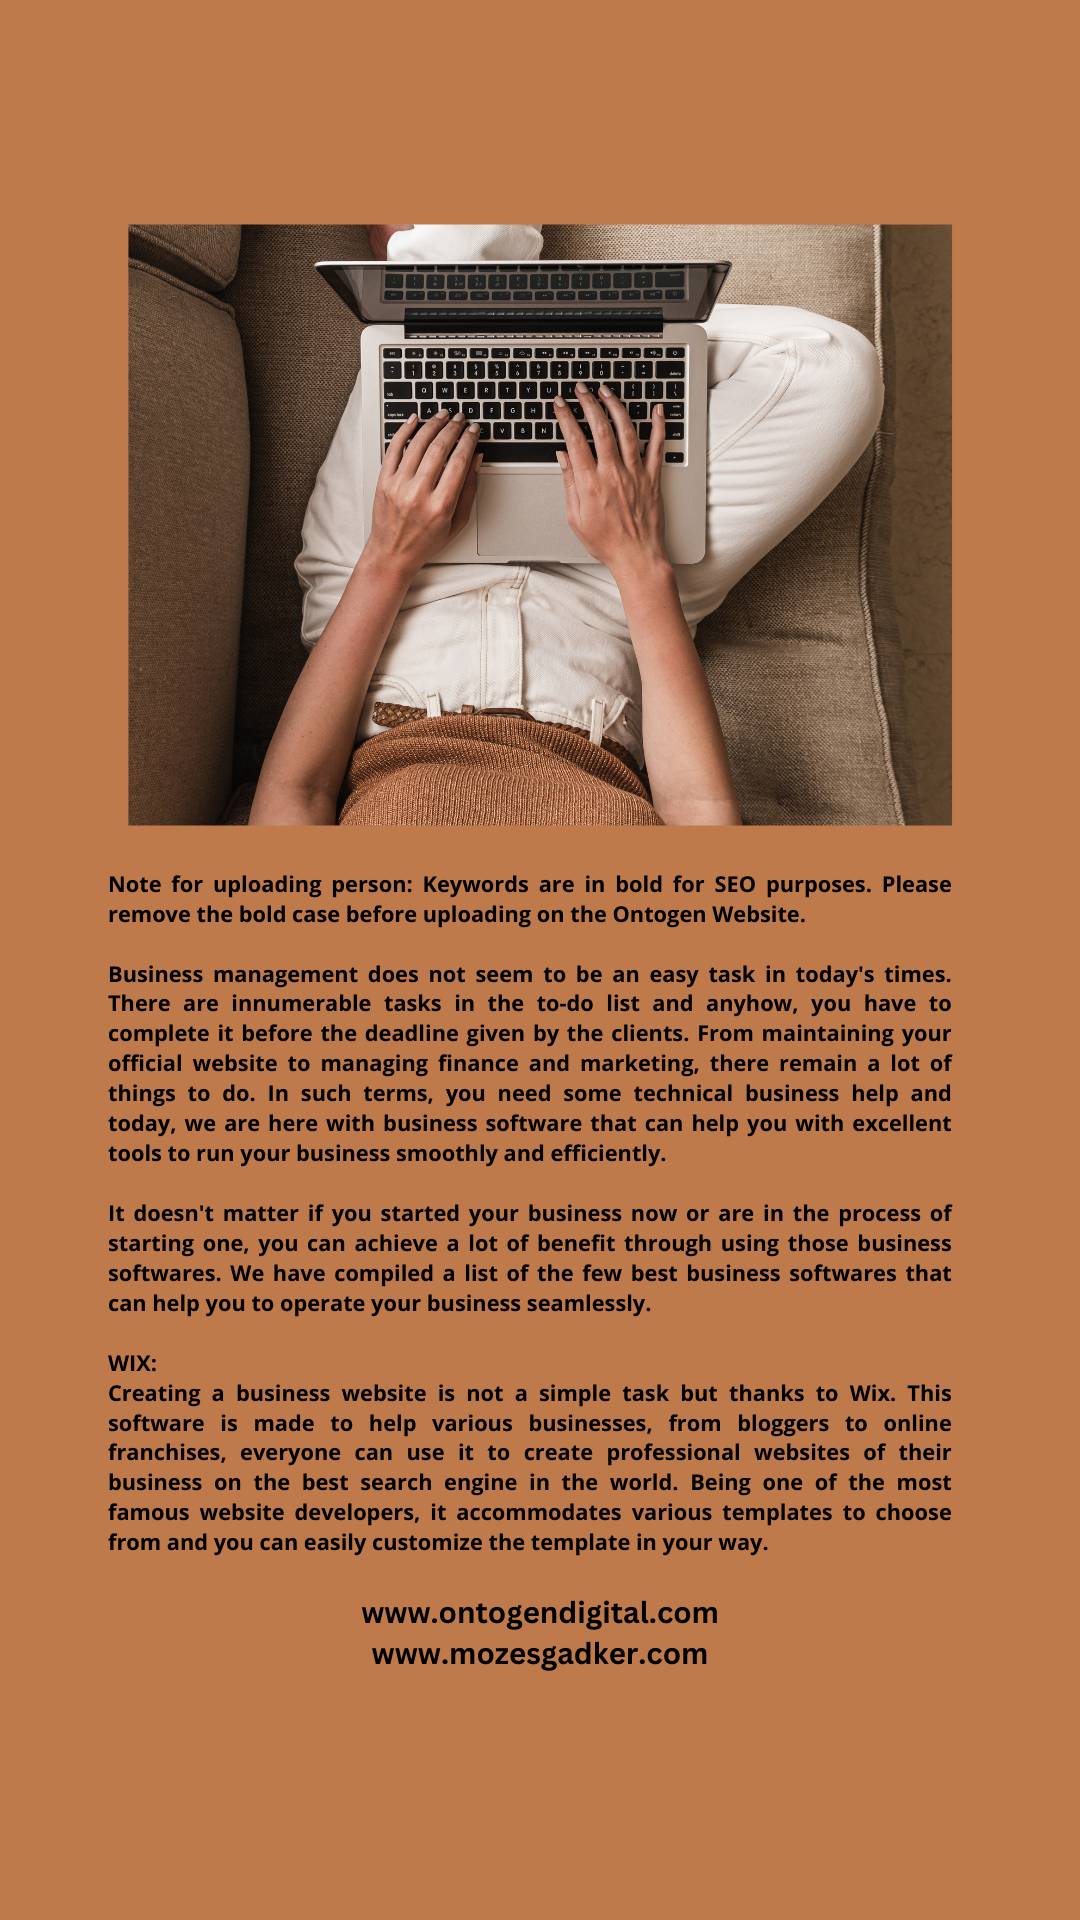 Note for uploading person: Keywords are in bold for SEO purposes. Please
remove the bold case before uploading on the Ontogen Website.
Business management does not seem to be an easy task in today's times.
There are innumerable tasks in the to-do list and anyhow, you have to
complete it before the deadline given by the clients. From maintaining your
official website to managing finance and marketing, there remain a lot of
things to do. In such terms, you need some technical business help and
today, we are here with business software that can help you with excellent
tools to run your business smoothly and efficiently.
It doesn't matter if you started your business now or are in the process of
starting one, you can achieve a lot of benefit through using those business
softwares. We have compiled a list of the few best business softwares that
can help you to operate your business seamlessly.
WIX:
Creating a business website is not a simple task but thanks to Wix. This
software is made to help various businesses, from bloggers to online
franchises, everyone can use it to create professional websites of their
business on the best search engine in the world. Being one of the most
famous website developers, it accommodates various templates to choose
from and you can easily customize the template in your way.
www.ontogendigital.com
www.mozesgadker.com